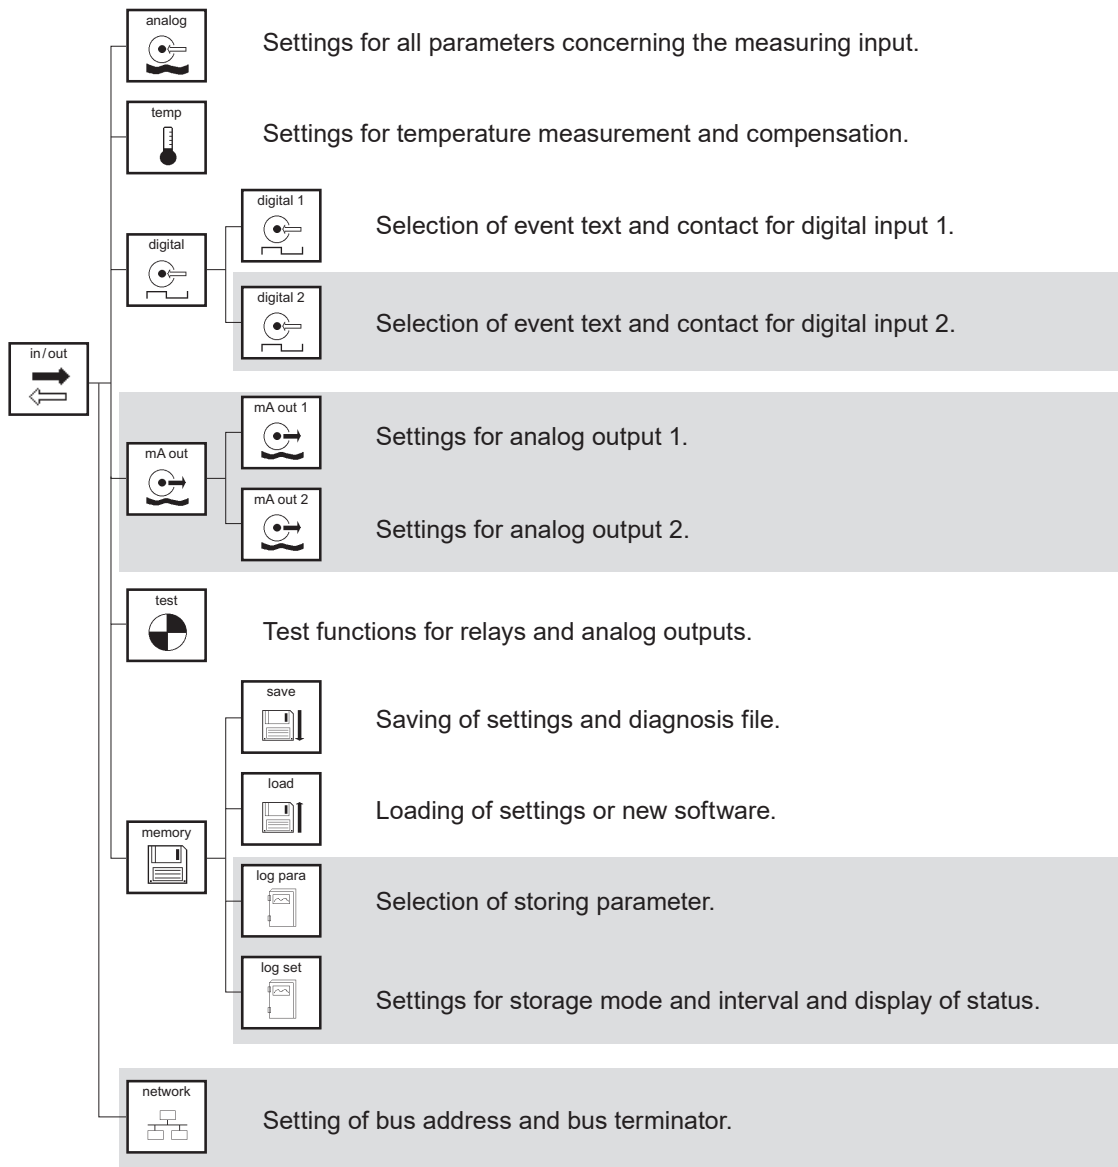 analog
Settings for all parameters concerning the measuring input.
temp
Settings for temperature measurement and compensation.
digital 1
Selection of event text and contact for digital input 1.
digital
digital 2
Selection of event text and contact for digital input 2.
in/out
mA out 1
Settings for analog output 1.
mA out
mA out 2
Settings for analog output 2.
test
Test functions for relays and analog outputs.
save
Saving of settings and diagnosis file.
load
Loading of settings or new software.
memory
log para
Selection of storing parameter.
log set
Settings for storage mode and interval and display of status.
network
Setting of bus address and bus terminator.